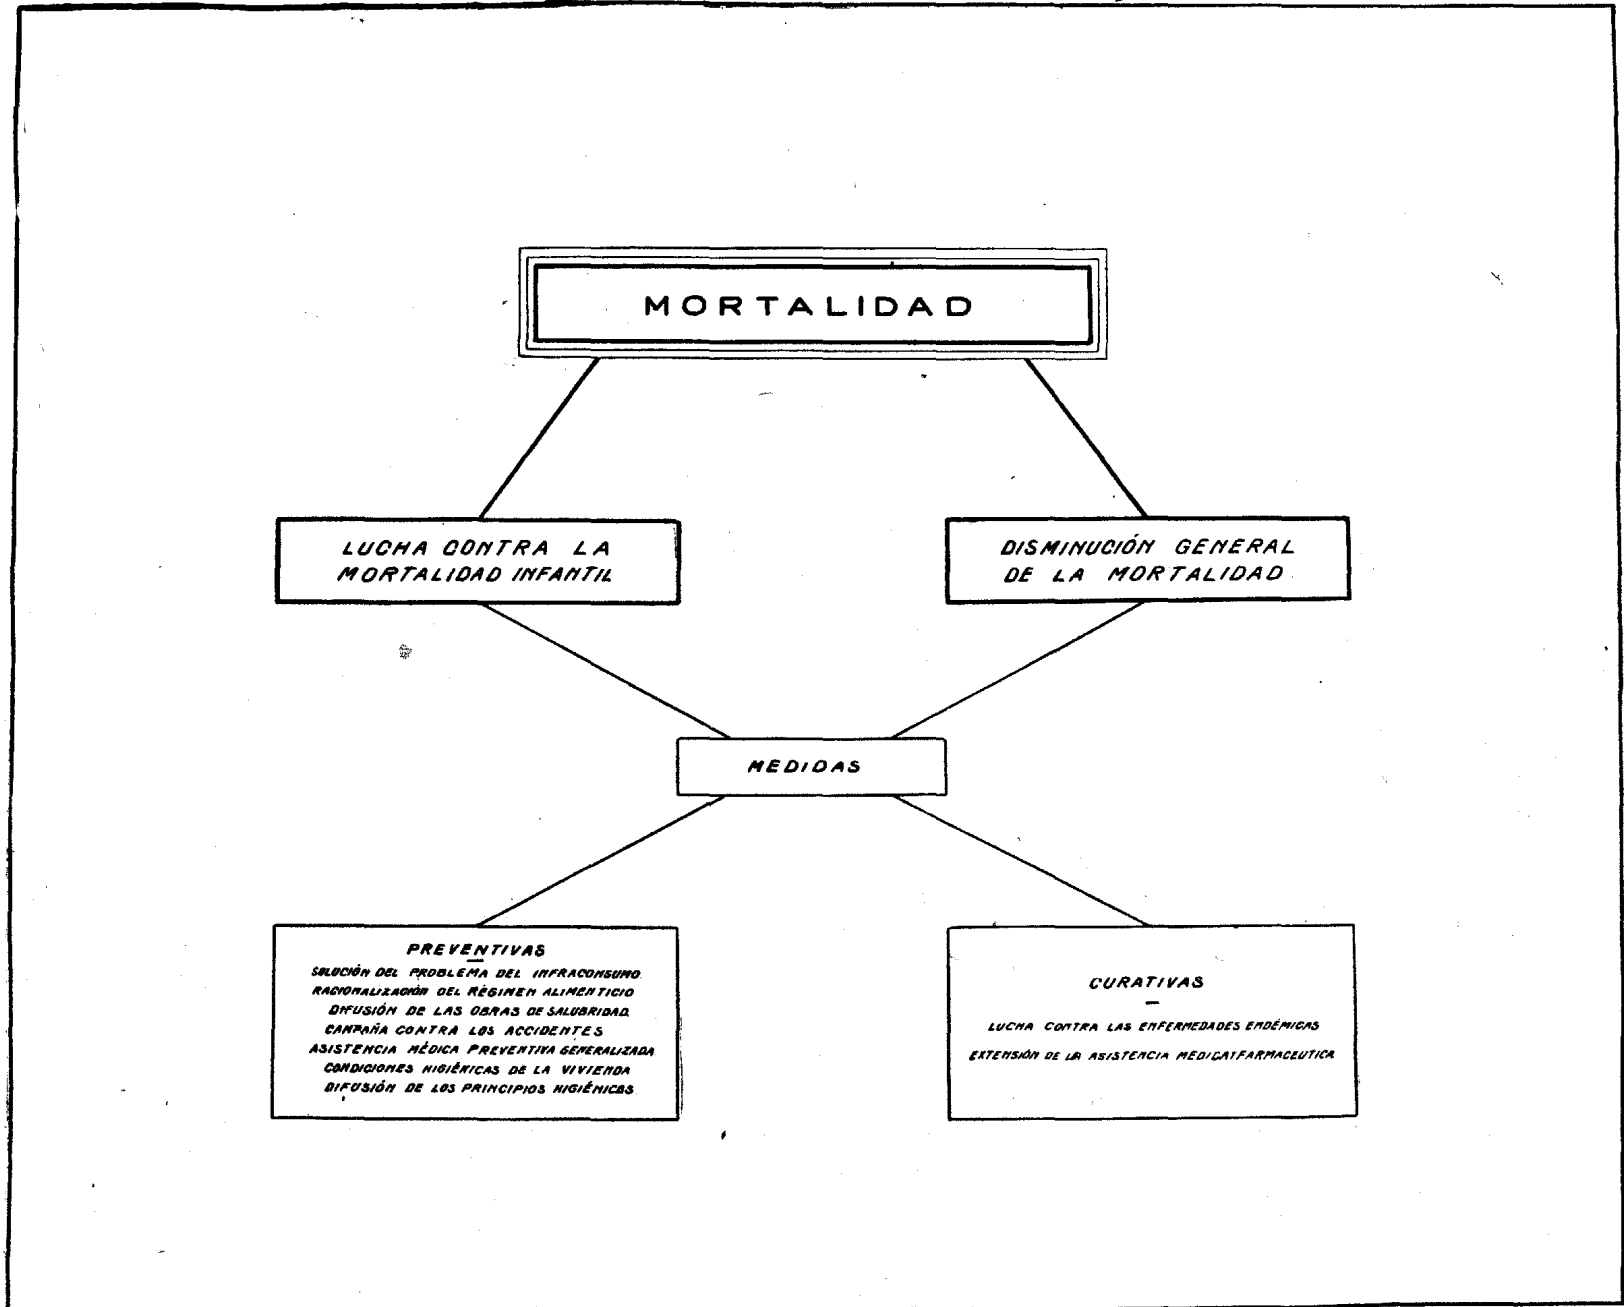 MORTALIDAD
LUCHA CONTRA LA
MORTALIDAD INFANTIL
DISMINUCIÓN GENERAL
DE LA MORTALIDAD
MEDIDAS
PREVENTIVAS
SOLUCIÓN DEL PROBLEMA DEL INFRACONSUMO
RACIONALIZACIÓN DEL RÉGIMEN ALIMENTICIO
DIFUSIÓN DE LAS OBRAS DE SALUBRIDAD
CAMPAÑA CONTRA LOS ACCIDENTES
ASISTENCIA MÉDICA PREVENTIVA GENERALIZADA
CONDICIONES HIGIÉNICAS DE LA VIVIENDA
DIFUSIÓN DE LOS PRINCIPIOS HIGIÉNICOS
CURATIVAS
LUCHA CONTRA LAS ENFERMEDADES ENDÉMICAS
EXTENSIÓN DE LA ASISTENCIA MEDICAYFARMACEUTICA